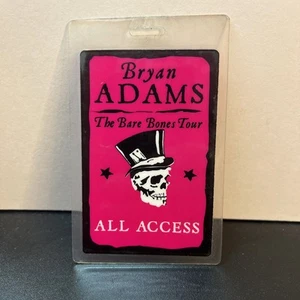 Bryan
ADAMS
The Bare Bones Tour
ALL ACCESS